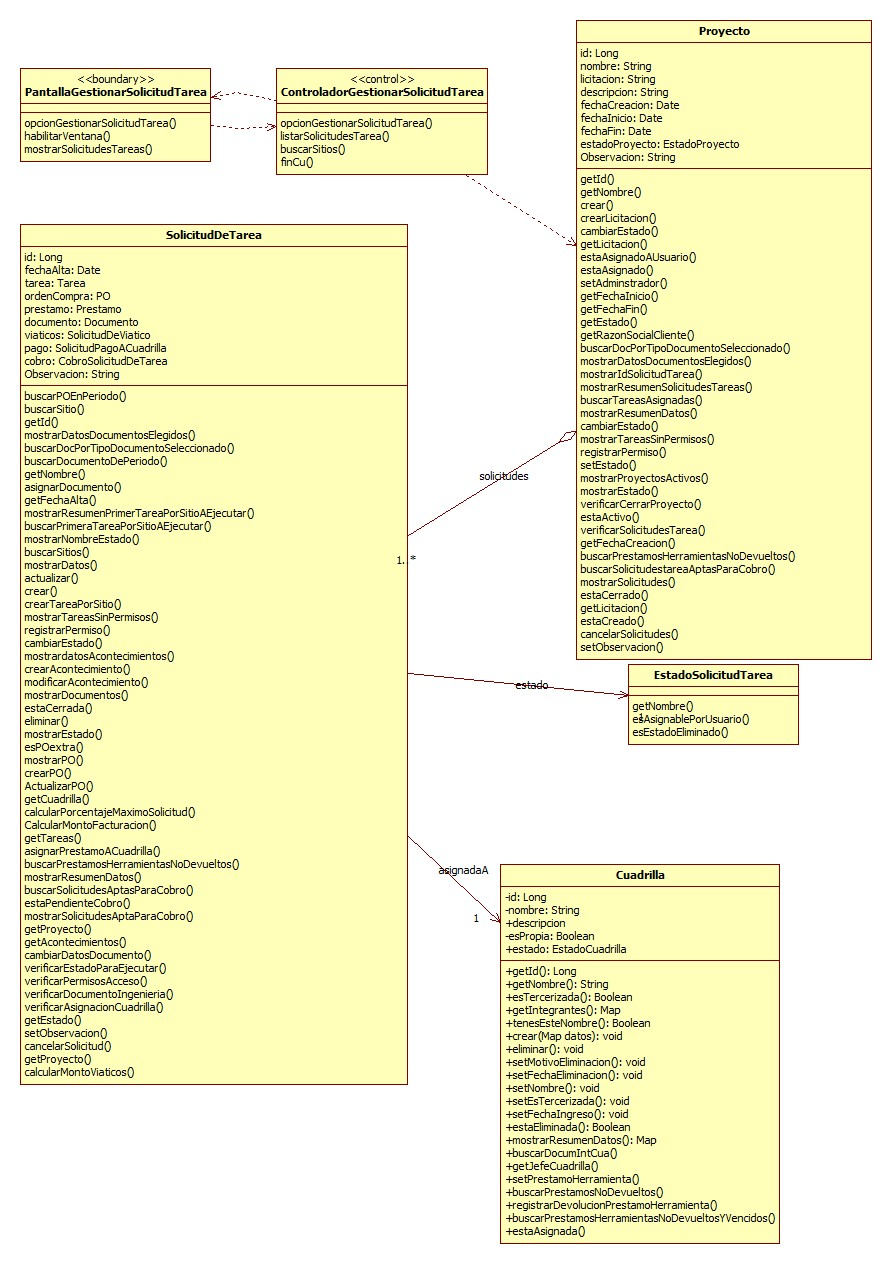 <<boundary>>
PantallaGestionarSolicitudTarea
opcionGestionarSolicitudTarea()
habilitarVentana()
mostrarSolicitudesTareas()
<<control>>
ControladorGestionarSolicitudTarea
opcionGestionarSolicitudTarea()
listarSolicitudesTarea()
buscarSitios()
finCu()
Proyecto
id: Long
nombre: String
licitacion: String
descripcion: String
fechaCreacion: Date
fechaInicio: Date
fechaFin: Date
estadoProyecto: EstadoProyecto
Observacion: String
getId()
getNombre()
crear()
crearLicitacion()
cambiarEstado()
getLicitacion()
estaAsignadoAUsuario()
estaAsignado()
setAdminstrador()
getFechaInicio()
getFechaFin()
getEstado()
getRazonSocialCliente()
buscarDocPorTipoDocumentoSeleccionado()
mostrarDatosDocumentosElegidos()
mostrarIdSolicitudTarea()
mostrarResumenSolicitudesTareas()
buscarTareasAsignadas()
mostrarResumenDatos()
cambiarEstado()
mostrarTareasSinPermisos()
registrarPermiso()
setEstado()
mostrarProyectosActivos()
mostrarEstado()
verificarCerrarProyecto()
estaActivo()
verificarSolicitudesTarea()
getFechaCreacion()
buscarPrestamosHerramientasNoDevueltos()
buscarSolicitudestareaAptasParaCobro()
mostrarSolicitudes()
estaCerrado()
getLicitacion()
estaCreado()
cancelarSolicitudes()
setObservacion()
SolicitudDeTarea
id: Long
fechaAlta: Date
tarea: Tarea
ordenCompra: PO
prestamo: Prestamo
documento: Documento
viaticos: SolicitudDeViatico
pago: SolicitudPagoACuadrilla
cobro: CobroSolicitudDeTarea
Observacion: String
buscarPOEnPeriodo()
buscarSitio()
getId()
mostrarDatosDocumentosElegidos()
buscarDocPorTipoDocumentoSeleccionado()
buscarDocumentoDePeriodo()
getNombre()
asignarDocumento()
getFechaAlta()
mostrarResumenPrimerTareaPorSitioAEjecutar()
buscarPrimeraTareaPorSitioAEjecutar()
mostrarNombreEstado()
buscarSitios()
mostrarDatos()
actualizar()
crear()
crearTareaPorSitio()
mostrarTareasSinPermisos()
registrarPermiso()
cambiarEstado()
mostrardatosAcontecimientos()
crearAcontecimiento()
modificarAcontecimiento()
mostrarDocumentos()
estaCerrada()
eliminar()
mostrarEstado()
esPOextra()
mostrarPO()
crearPO()
ActualizarPO()
getCuadrilla()
calcularPorcentajeMaximoSolicitud()
CalcularMontoFacturacion()
getTareas()
asignarPrestamoACuadrilla()
buscarPrestamosHerramientasNoDevueltos()
mostrarResumenDatos()
buscarSolicitudesAptasParaCobro()
estaPendienteCobro()
mostrarSolicitudesAptaParaCobro()
getProyecto()
getAcontecimientos()
cambiarDatosDocumento()
verificarEstadoParaEjecutar()
verificarPermisosAcceso()
verificarDocumentoIngenieria()
verificarAsignacionCuadrilla()
getEstado()
setObservacion()
cancelarSolicitud()
getProyecto()
calcularMontoViaticos()
solicitudes
1..*
estado
1
EstadoSolicitudTarea
getNombre()
esAsignablePorUsuario()
esEstadoEliminado()
asignadaA
1
Cuadrilla
-id: Long
-nombre: String
+descripcion
-esPropia: Boolean
+estado: EstadoCuadrilla
+getId(): Long
+getNombre(): String
+esTercerizada(): Boolean
+getIntegrantes(): Map
+tenesEsteNombre(): Boolean
+crear(Map datos): void
+eliminar(): void
+setMotivoEliminacion(): void
+setFechaEliminacion(): void
+setNombre(): void
+setEsTercerizada(): void
+setFechaIngreso(): void
+estaEliminada(): Boolean
+mostrarResumenDatos(): Map
+buscarDocumIntCua()
+getJefeCuadrilla()
+setPrestamoHerramienta()
+buscarPrestamosNoDevueltos()
+registrarDevolucionPrestamoHerramienta()
+buscarPrestamosHerramientasNoDevueltosYVencidos()
+estaAsignada()